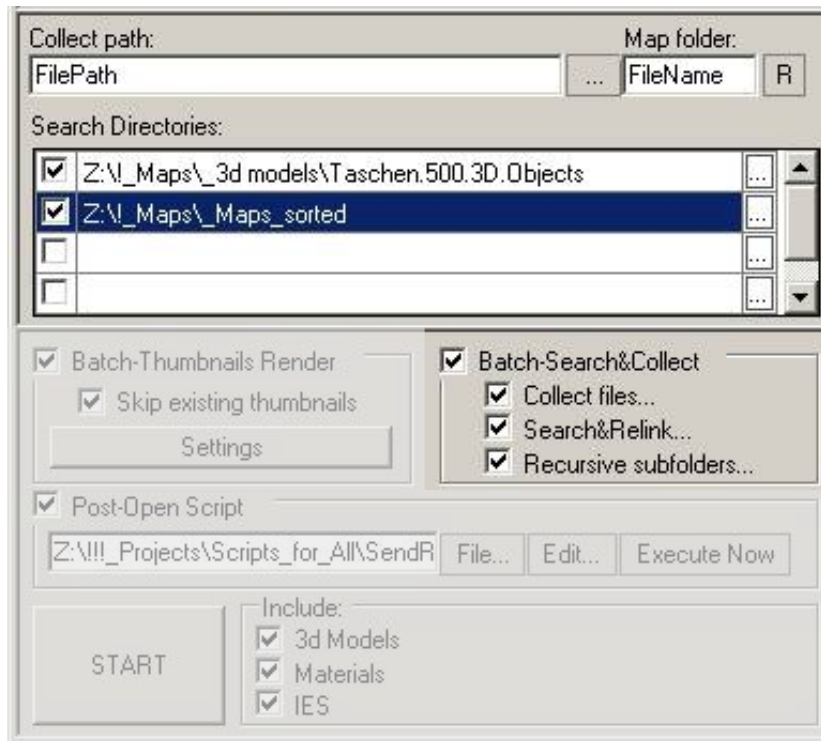 Collect path: Map folder:
FilePath ... FileName R
Search Directories:
Z:\!_Maps\_3d models\Taschen.500.3D.Objects ...
Z:\!_Maps\_Maps_sorted ...
...
...
Batch-Thumbnails Render
Skip existing thumbnails
Settings
Batch-Search&Collect
Collect files...
Search&Relink...
Recursive subfolders...
Post-Open Script
Z:\!!!_Projects\Scripts_for_All\SendR File... Edit... Execute Now
START
Include:
3d Models
Materials
IES